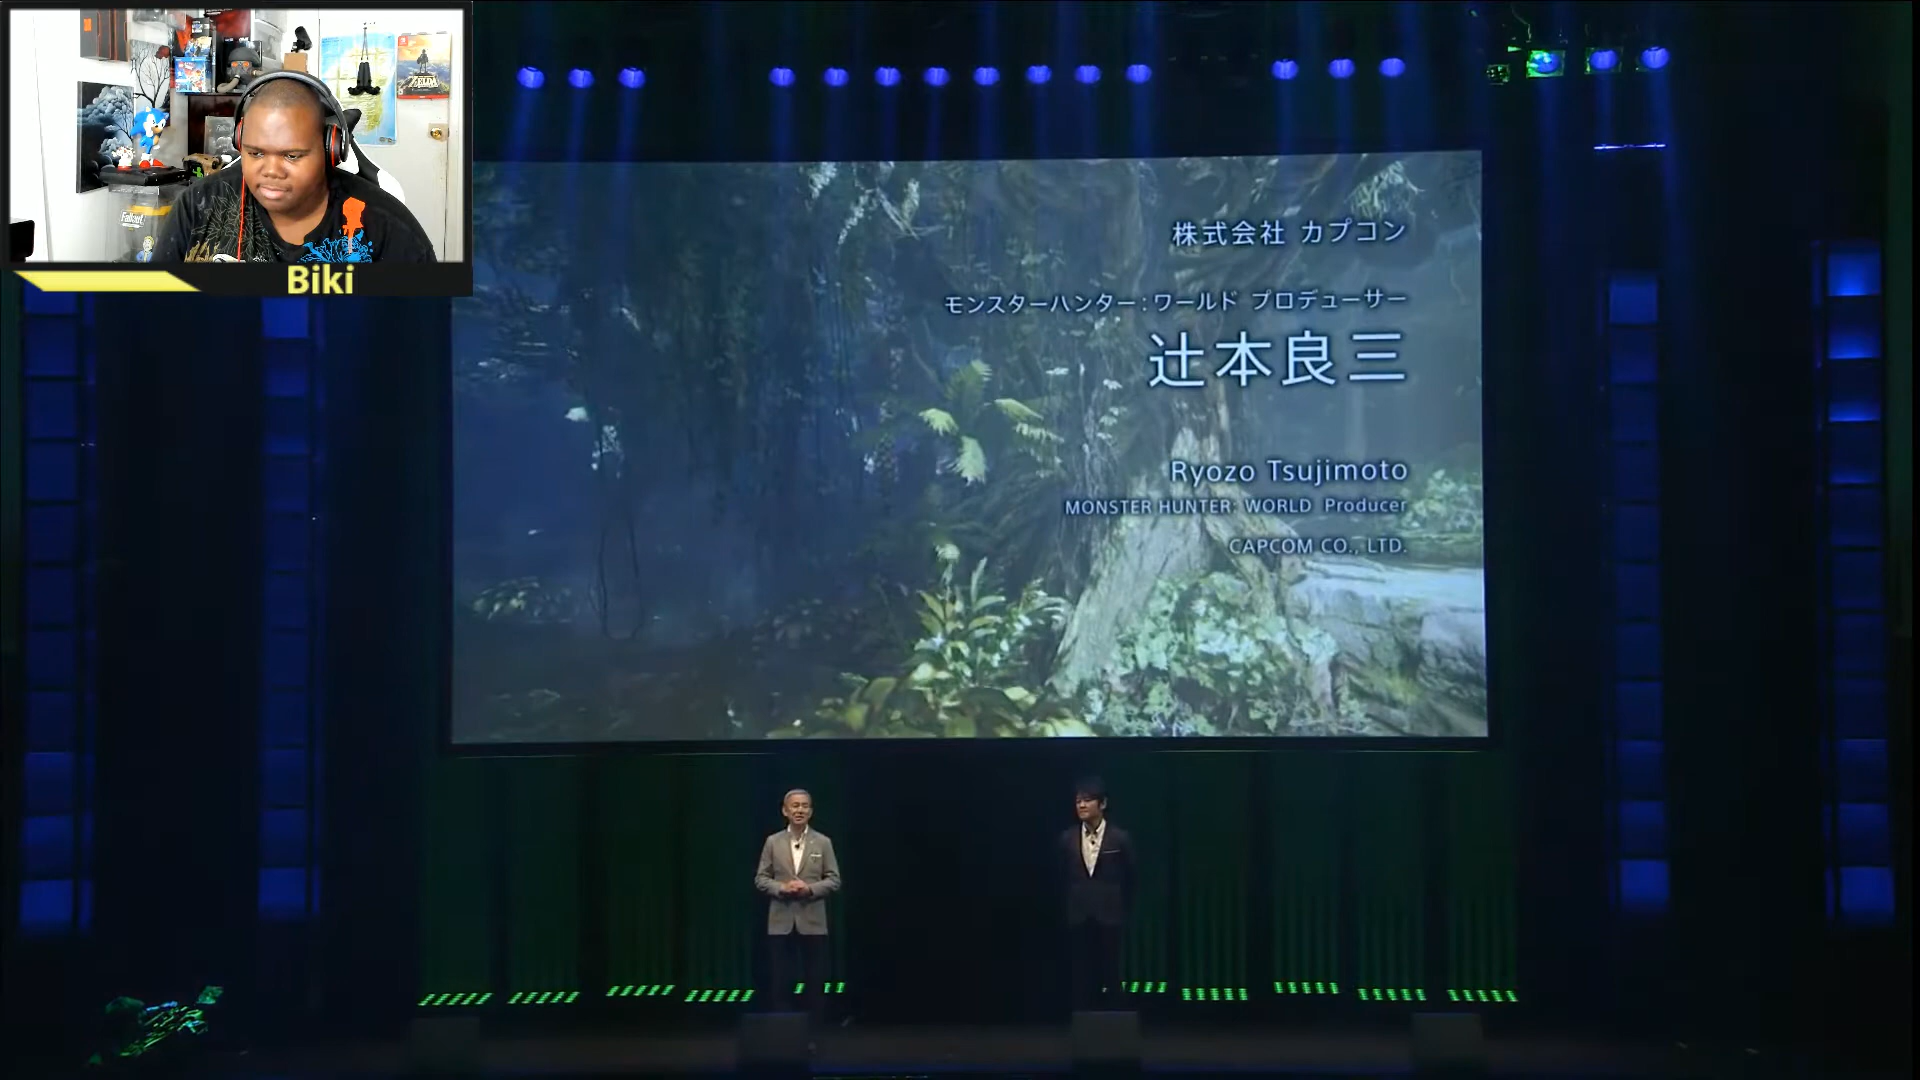 ZELDA
Fallout
Biki
株式会社 カプコン
モンスターハンター:ワールド プロデューサー
辻本良三
Ryozo Tsujimoto
MONSTER HUNTER: WORLD Producer
CAPCOM CO., LTD.